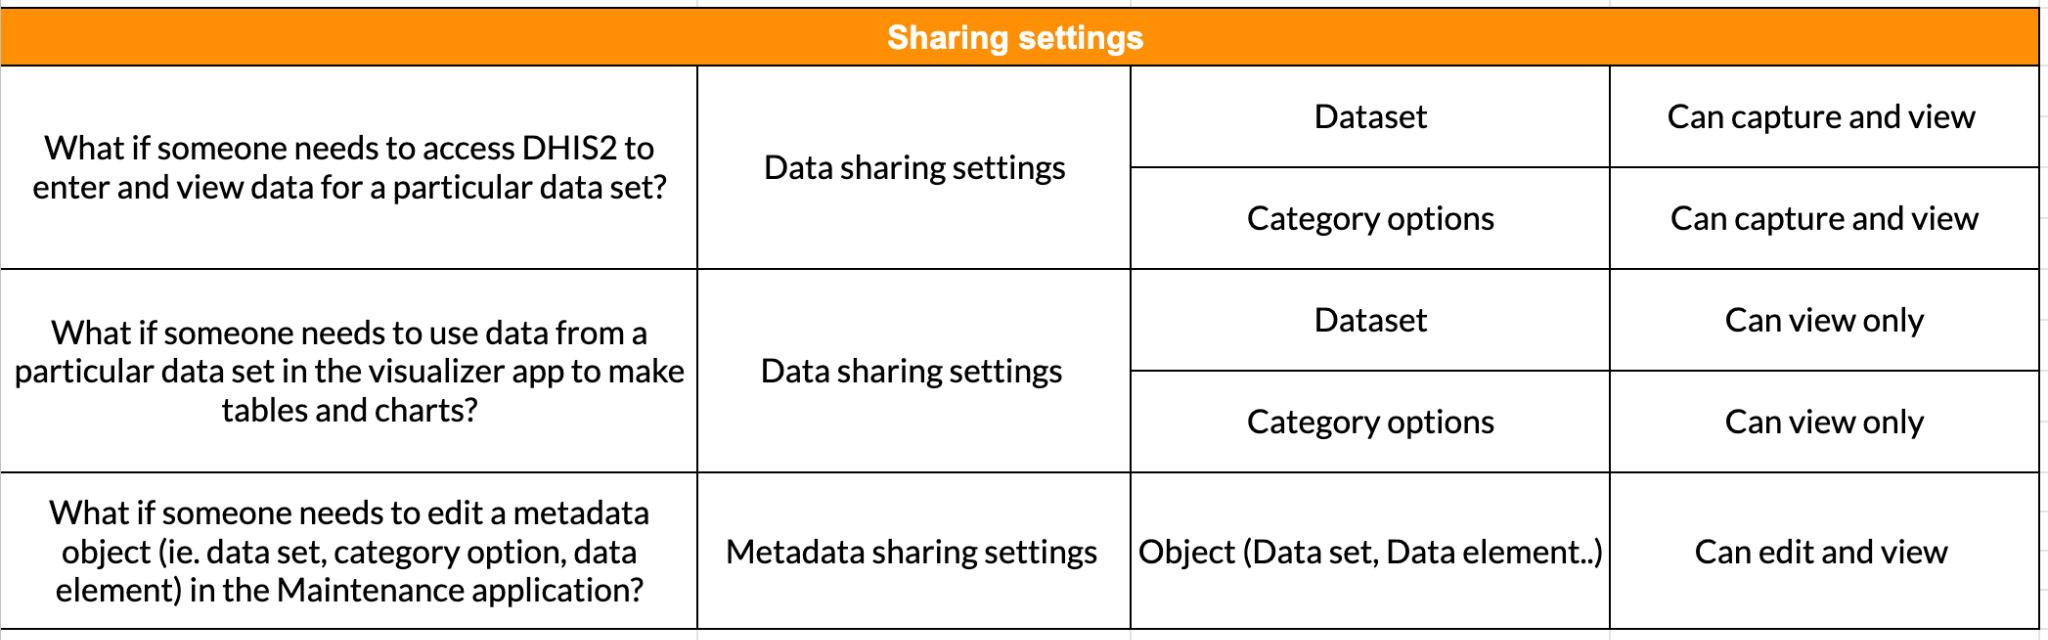 Sharing settings
What if someone needs to access DHIS2 to
enter and view data for a particular data set?
Data sharing settings
Dataset
Can capture and view
Category options
Can capture and view
What if someone needs to use data from a
particular data set in the visualizer app to make
tables and charts?
Data sharing settings
Dataset
Can view only
Category options
Can view only
What if someone needs to edit a metadata
object (ie. data set, category option, data
element) in the Maintenance application?
Metadata sharing settings
Object (Data set, Data element..)
Can edit and view